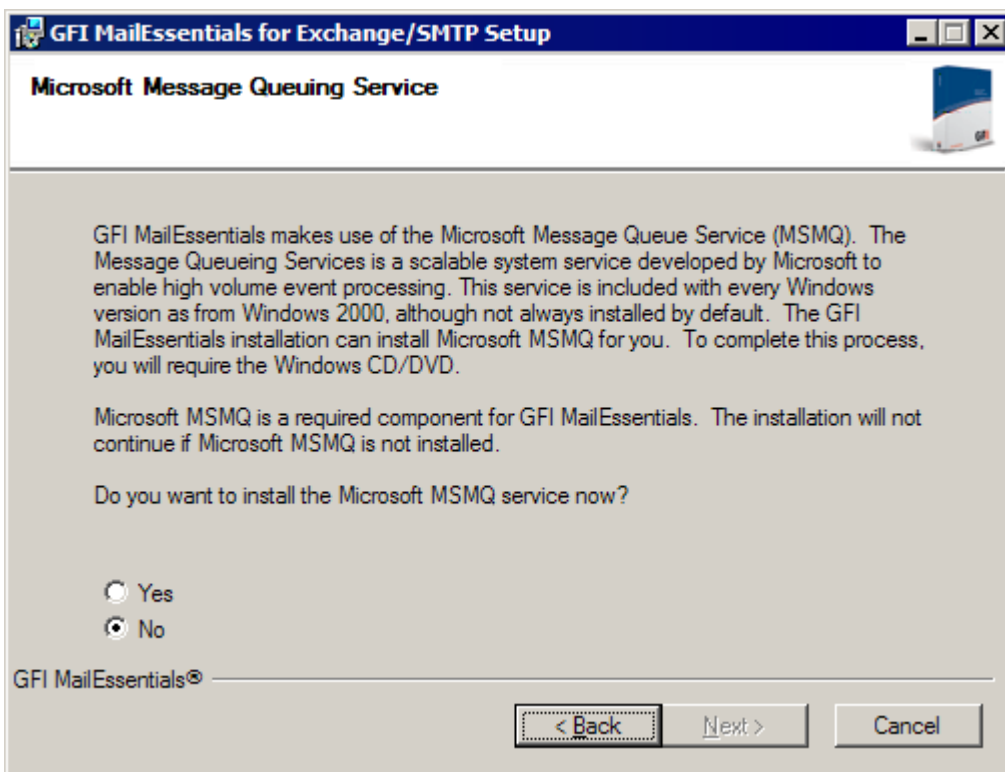 GFI MailEssentials for Exchange/SMTP Setup
Microsoft Message Queuing Service
GFI
GFI MailEssentials makes use of the Microsoft Message Queue Service (MSMQ).  The
Message Queueing Services is a scalable system service developed by Microsoft to
enable high volume event processing. This service is included with every Windows
version as from Windows 2000, although not always installed by default.  The GFI
MailEssentials installation can install Microsoft MSMQ for you.  To complete this process,
you will require the Windows CD/DVD.
Microsoft MSMQ is a required component for GFI MailEssentials.  The installation will not
continue if Microsoft MSMQ is not installed.
Do you want to install the Microsoft MSMQ service now?
Yes
No
GFI MailEssentials®
< Back
Next >
Cancel